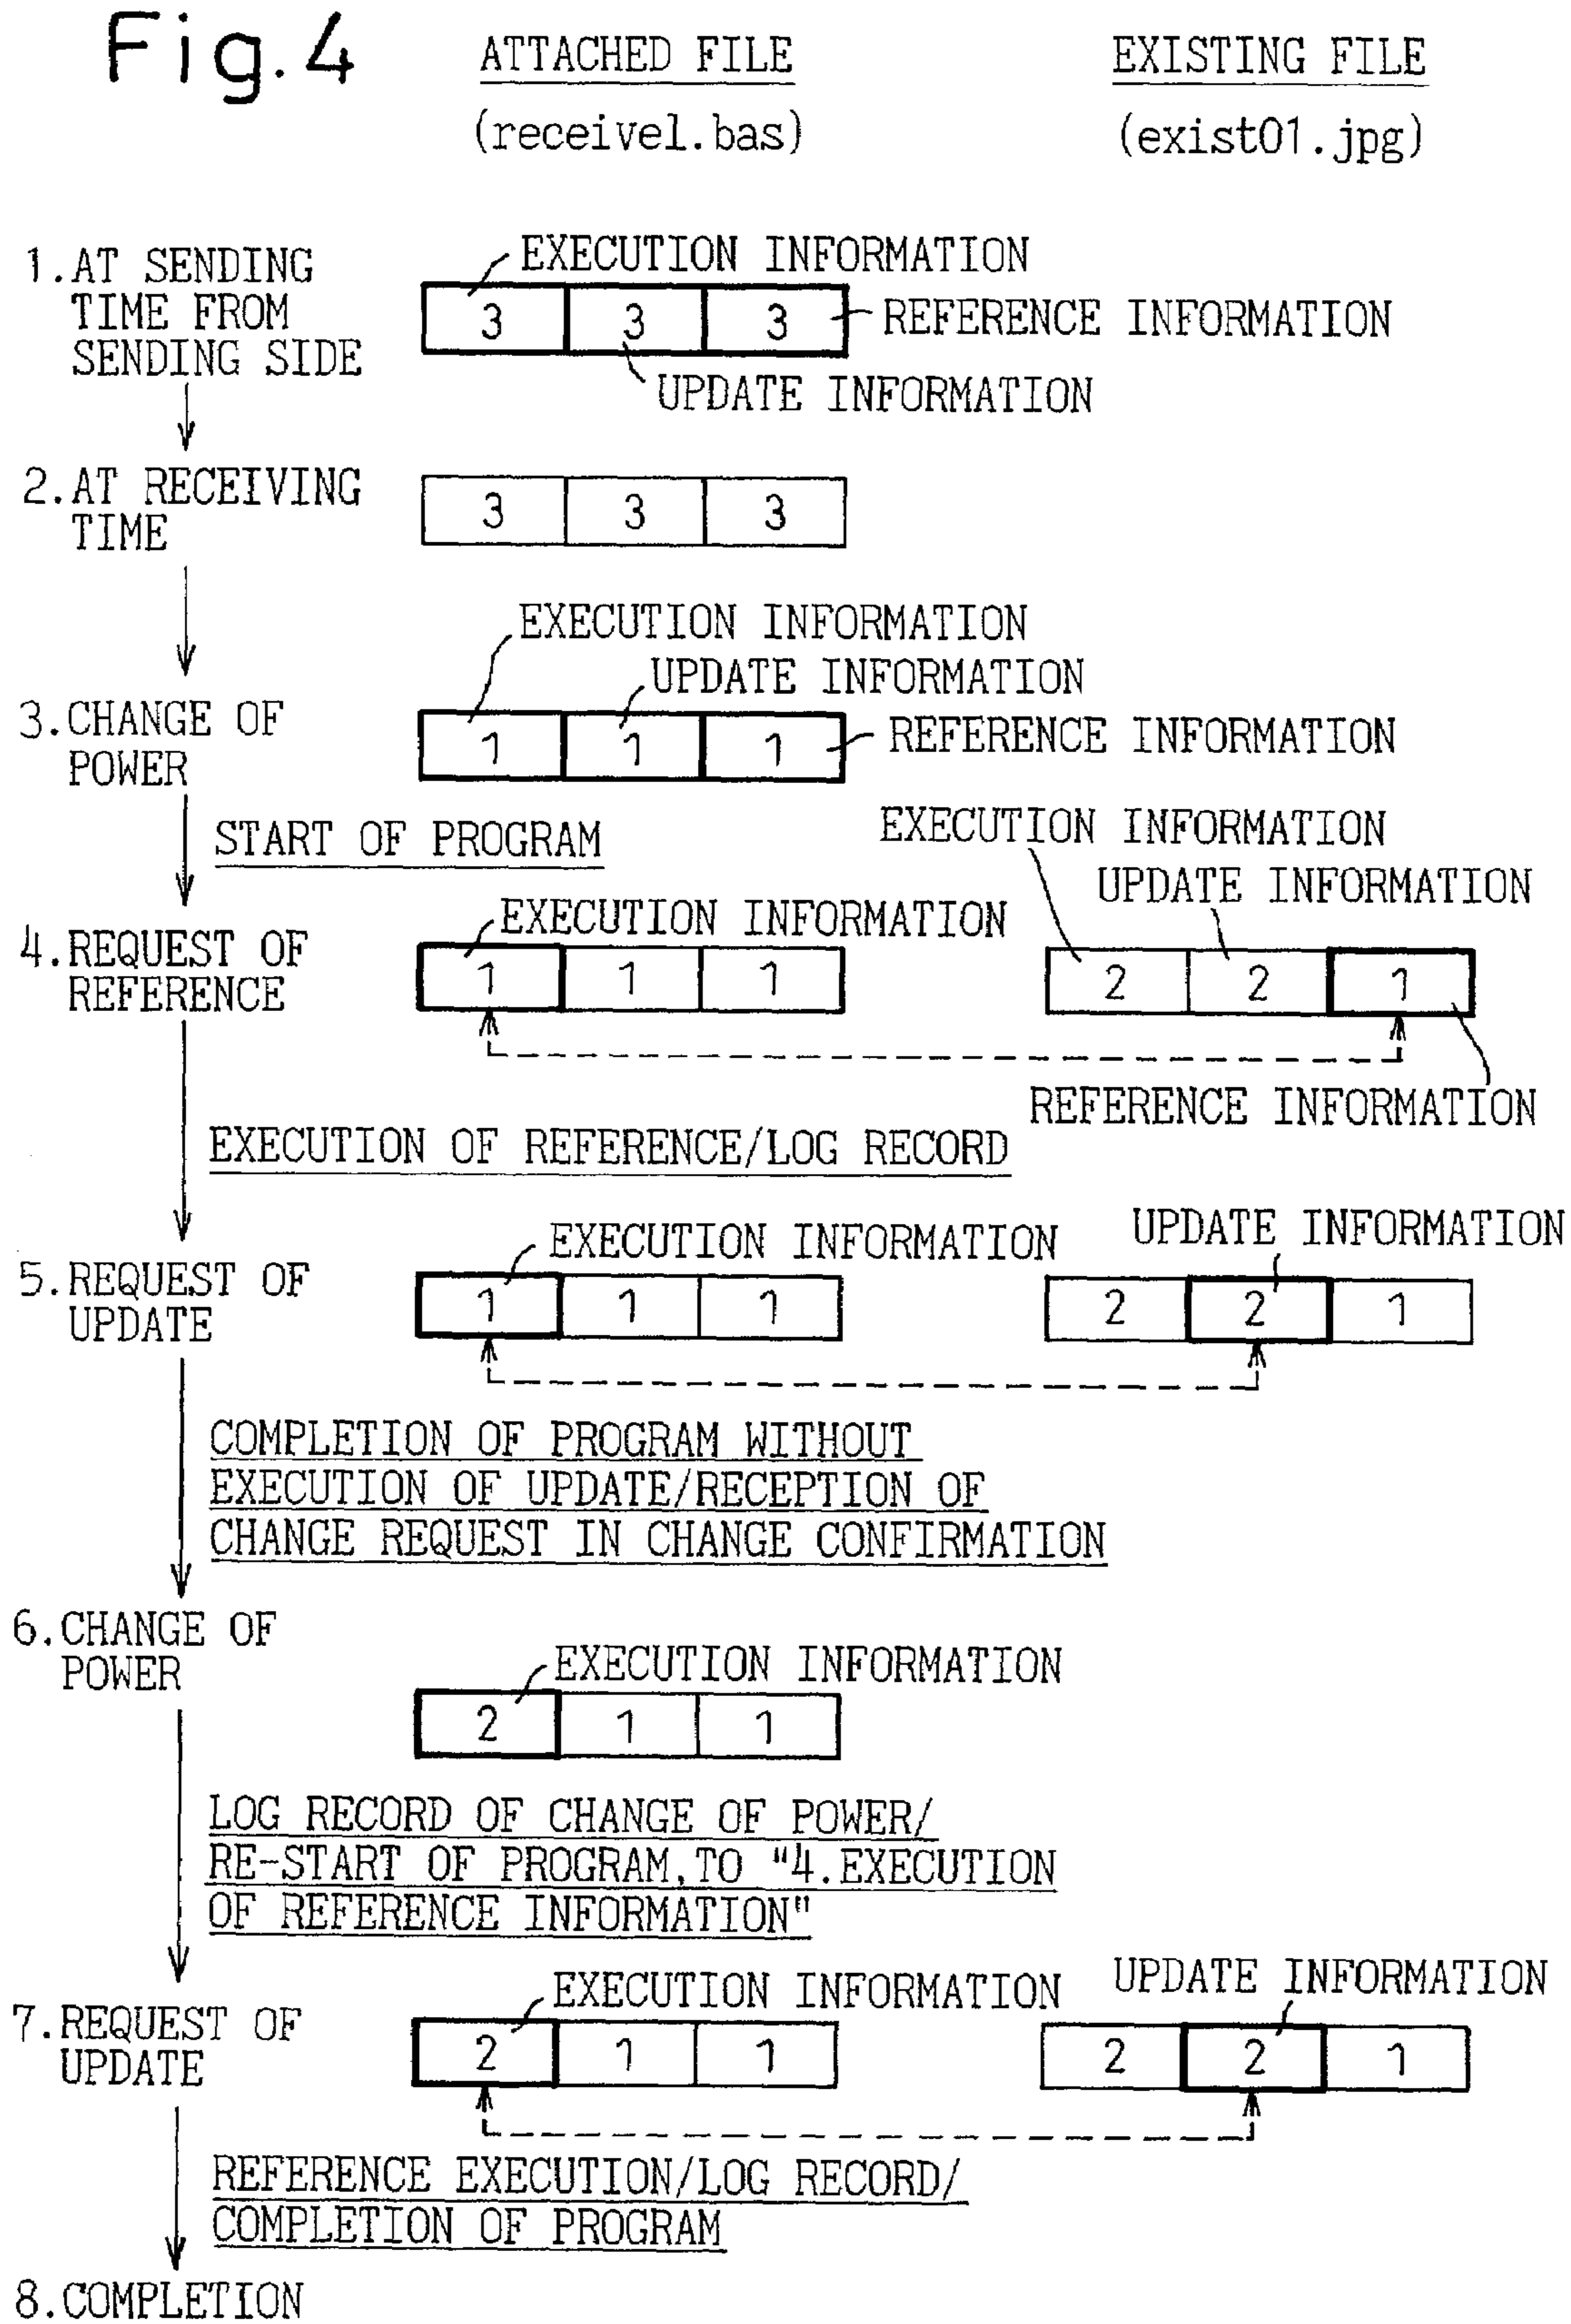 Fig.4
ATTACHED FILE
EXISTING FILE
(receivel.bas)
(exist01.jpg)
1.AT SENDING
TIME FROM
SENDING SIDE
EXECUTION INFORMATION
3 3 3
REFERENCE INFORMATION
UPDATE INFORMATION
2.AT RECEIVING
TIME
3 3 3
EXECUTION INFORMATION
UPDATE INFORMATION
3.CHANGE OF
POWER
1 1 1
REFERENCE INFORMATION
START OF PROGRAM
EXECUTION INFORMATION
UPDATE INFORMATION
EXECUTION INFORMATION
4.REQUEST OF
REFERENCE
1 1 1
2 2 1
REFERENCE INFORMATION
EXECUTION OF REFERENCE/LOG RECORD
UPDATE INFORMATION
EXECUTION INFORMATION
5.REQUEST OF
UPDATE
1 1 1
2 2 1
COMPLETION OF PROGRAM WITHOUT
EXECUTION OF UPDATE/RECEPTION OF
CHANGE REQUEST IN CHANGE CONFIRMATION
6.CHANGE OF
POWER
EXECUTION INFORMATION
2 1 1
LOG RECORD OF CHANGE OF POWER/
RE-START OF PROGRAM,TO "4.EXECUTION
OF REFERENCE INFORMATION"
UPDATE INFORMATION
EXECUTION INFORMATION
7.REQUEST OF
UPDATE
2 1 1
2 2 1
REFERENCE EXECUTION/LOG RECORD/
COMPLETION OF PROGRAM
8.COMPLETION